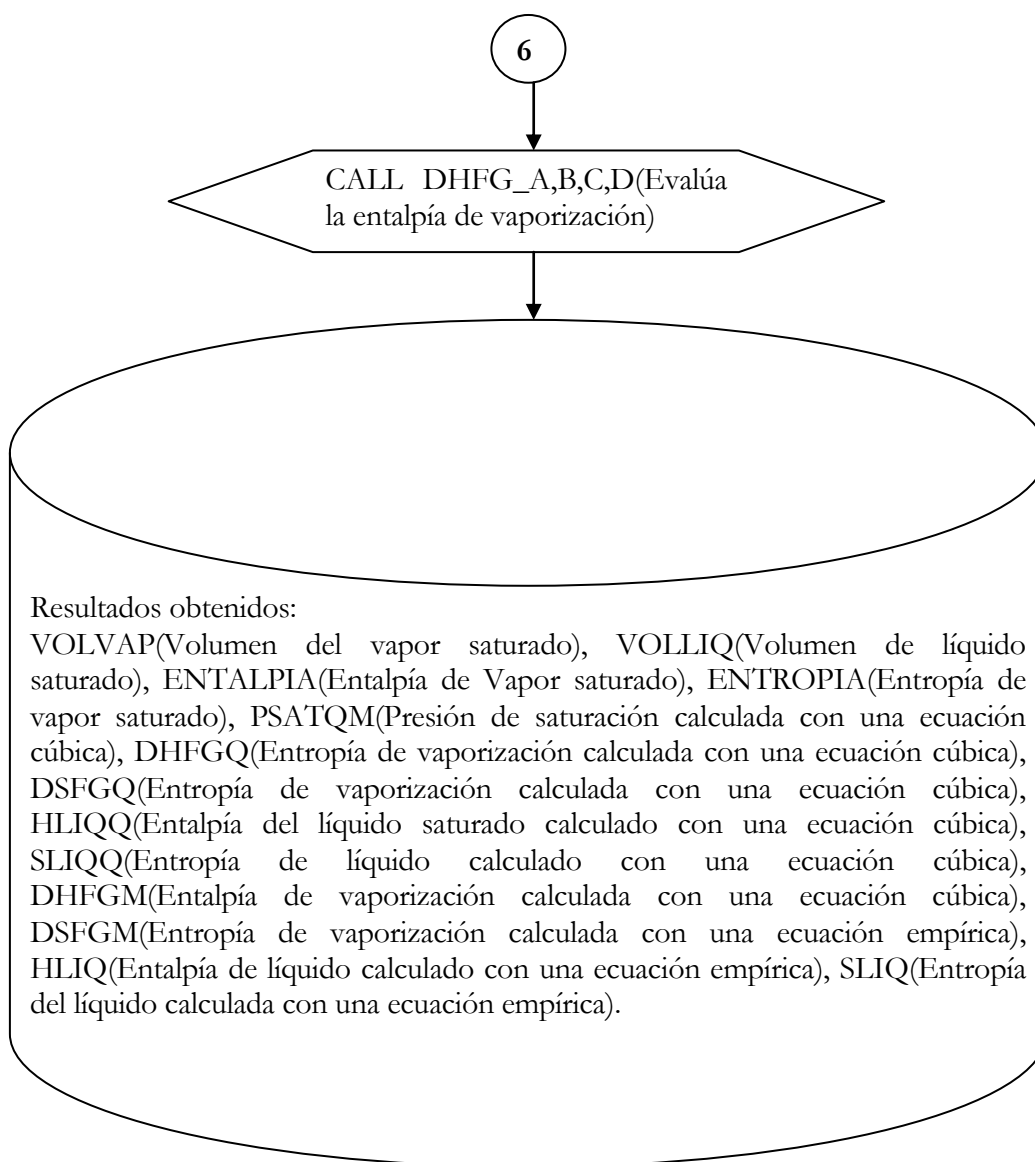 6
CALL DHFG_A,B,C,D(Evalúa
la entalpía de vaporización)
Resultados obtenidos:
VOLVAP(Volumen del vapor saturado), VOLLIQ(Volumen de líquido
saturado), ENTALPIA(Entalpía de Vapor saturado), ENTROPIA(Entropía de
vapor saturado), PSATQM(Presión de saturación calculada con una ecuación
cúbica), DHFGQ(Entropía de vaporización calculada con una ecuación cúbica),
DSFGQ(Entropía de vaporización calculada con una ecuación cúbica),
HLIQQ(Entalpía del líquido saturado calculado con una ecuación cúbica),
SLIQQ(Entropía de líquido calculado con una ecuación cúbica),
DHFGM(Entalpía de vaporización calculada con una ecuación cúbica),
DSFGM(Entropía de vaporización calculada con una ecuación empírica),
HLIQ(Entalpía de líquido calculado con una ecuación empírica), SLIQ(Entropía
del líquido calculada con una ecuación empírica).